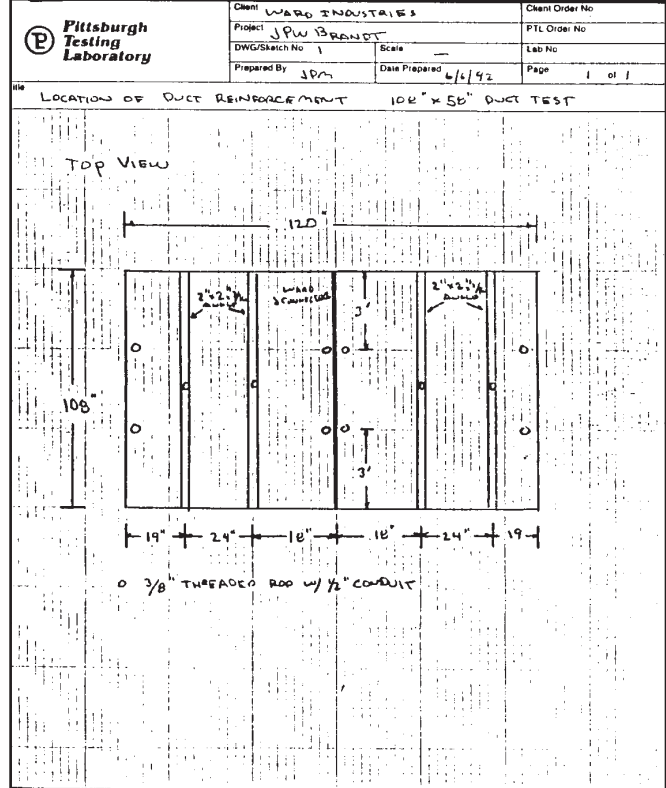 Pittsburgh
Testing
Laboratory
Client WARD INDUSTRIES
Client Order No
Project JPW BRANDT
PTL Order No
DWG/Sketch No 1
Scale —
Lab No
Prepared By JPM
Date Prepared 6/6/92
Page 1 of 1
LOCATION OF DUCT REINFORCEMENT 108" x 58" DUCT TEST
TOP VIEW
120"
2"x2"x1/2
ANGLE
WARD
J CONNECTOR
2"x2"x1/2
ANGLE
3'
108"
3'
19" 24" 18" 18" 24" 19
O 3/8" THREADED ROD W/ 1/2" CONDUIT